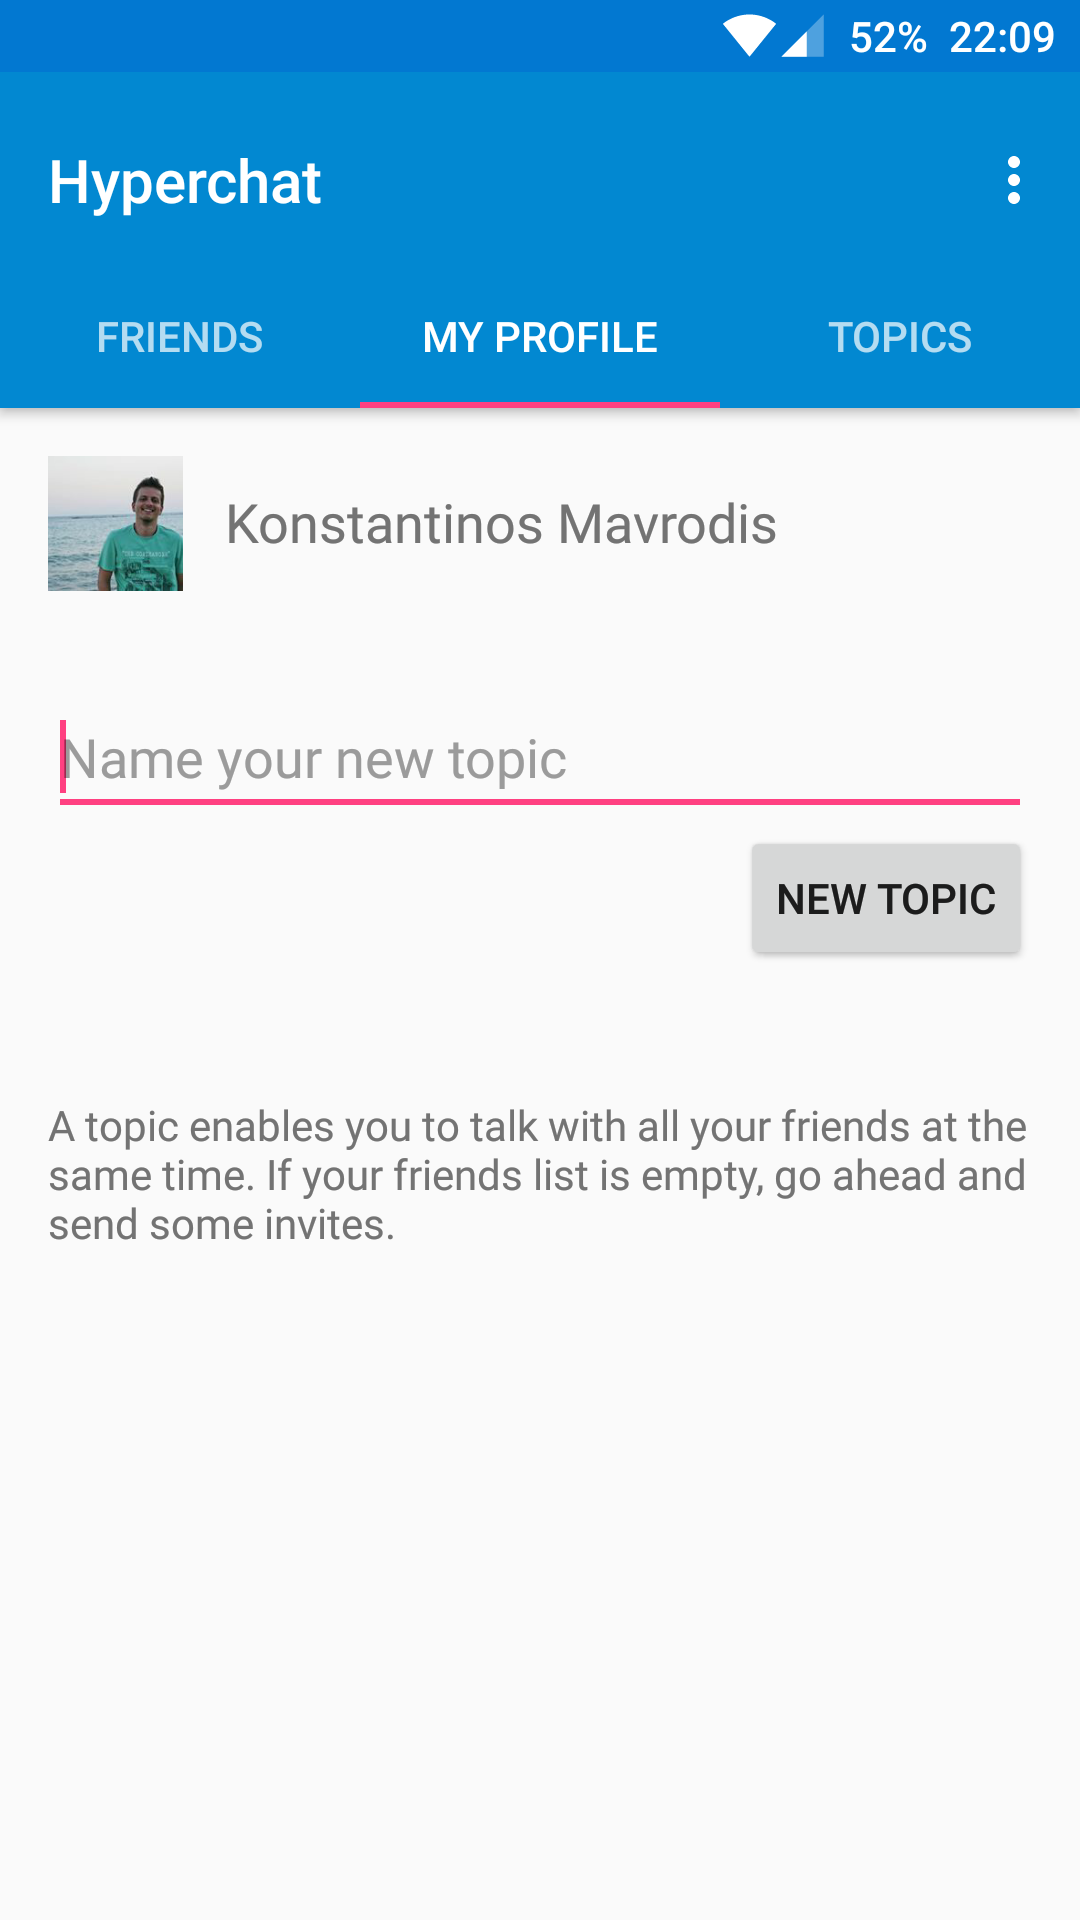 52% 22:09
Hyperchat
FRIENDS MY PROFILE TOPICS
Konstantinos Mavrodis
Name your new topic
NEW TOPIC
A topic enables you to talk with all your friends at the
same time. If your friends list is empty, go ahead and
send some invites.